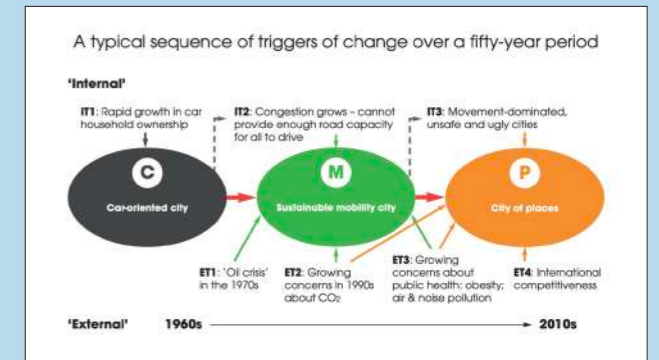 A typical sequence of triggers of change over a fifty-year period
'Internal'
IT1: Rapid growth in car
household ownership
IT2: Congestion grows – cannot
provide enough road capacity
for all to drive
IT3: Movement-dominated,
unsafe and ugly cities
C
Car-oriented city
M
Sustainable mobility city
P
City of places
ET1: 'Oil crisis'
in the 1970s
ET2: Growing
concerns in 1990s
about CO2
ET3: Growing
concerns about
public health: obesity;
air & noise pollution
ET4: International
competitiveness
'External'
1960s
2010s